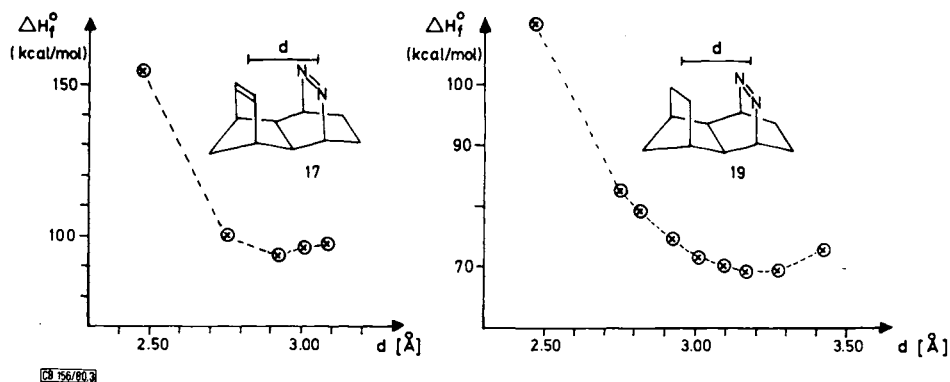 ΔH°f
(kcal/mol)
150
100
2.50
3.00
d [Å]
d
N
N
17
ΔH°f
(kcal/mol)
100
90
70
2.50
3.00
3.50
d [Å]
d
N
N
19
CB 156/80.3